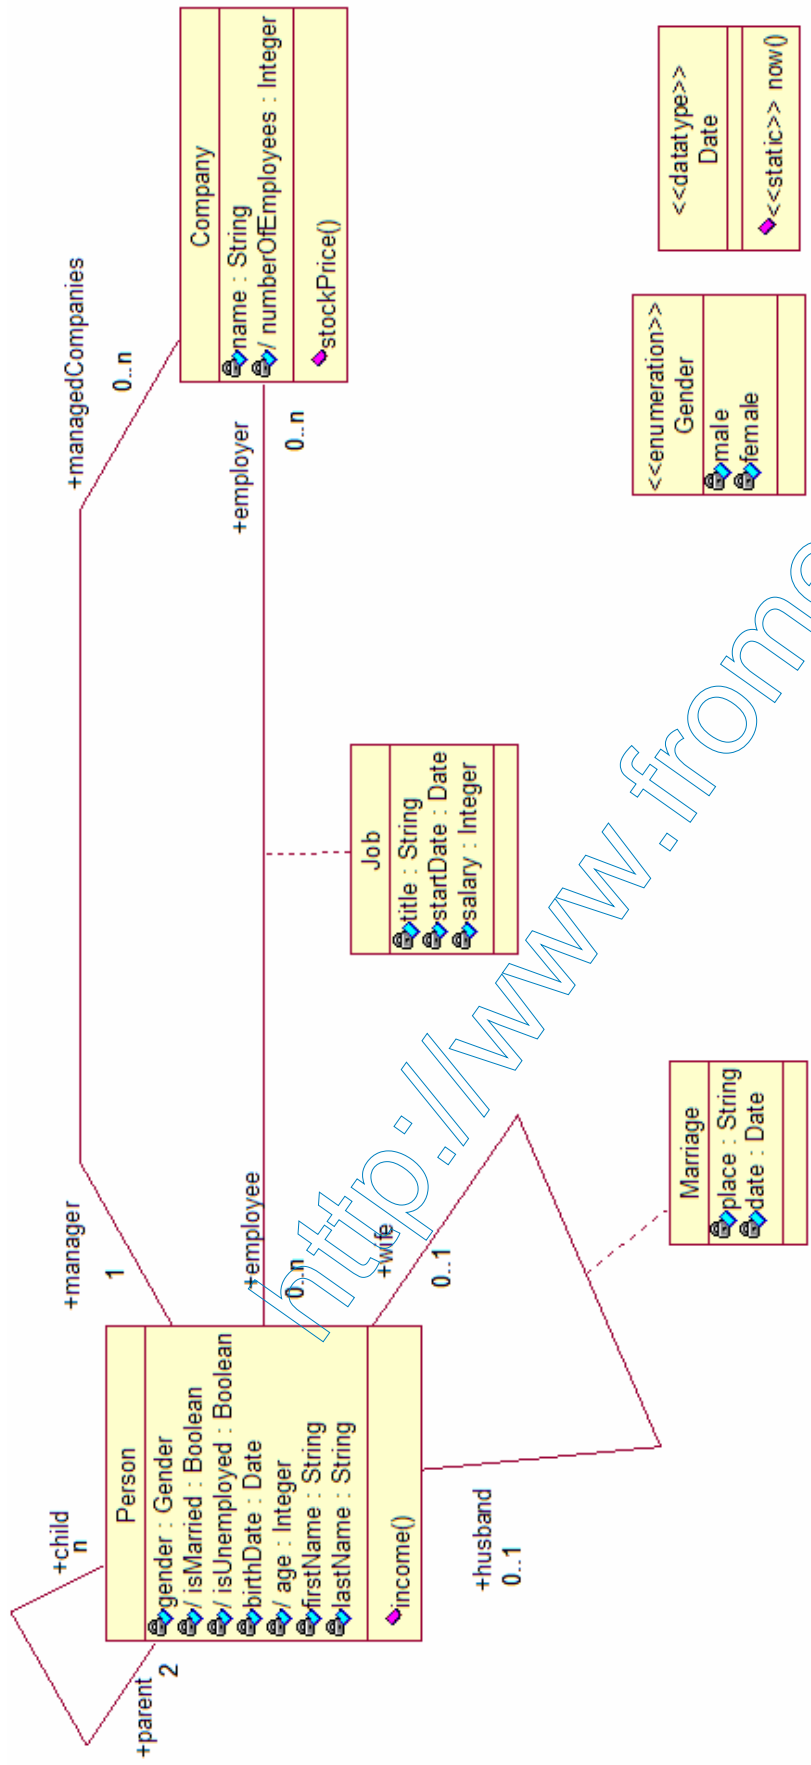 +child
n
+parent
2
Person
gender : Gender
/ isMarried : Boolean
/ isUnemployed : Boolean
birthDate : Date
/ age : Integer
firstName : String
lastName : String
income()
+manager
1
+managedCompanies
0..n
+employee
0..n
+employer
0..n
Company
name : String
/ numberOfEmployees : Integer
stockPrice()
+wife
0..1
+husband
0..1
Job
title : String
startDate : Date
salary : Integer
Marriage
place : String
date : Date
<<enumeration>>
Gender
male
female
<<datatype>>
Date
<<static>> now()
http://www.from